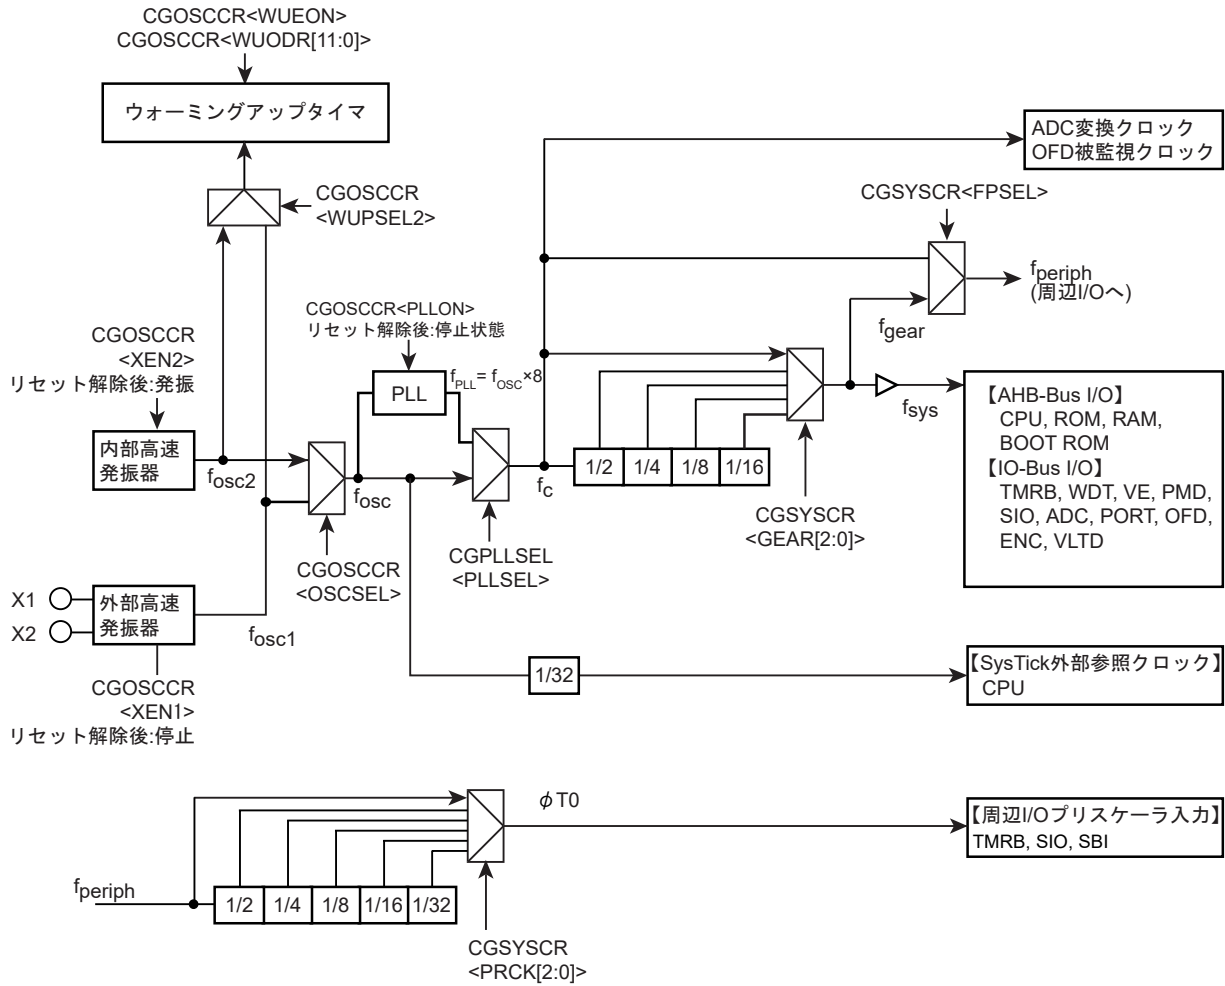 CGOSCCR<WUEON>
CGOSCCR<WUODR[11:0]>
ウォーミングアップタイマ
CGOSCCR
<WUPSEL2>
ADC変換クロック
OFD被監視クロック
CGSYSCR<FPSEL>
fperiph
(周辺I/Oへ)
CGOSCCR<PLLON>
リセット解除後:停止状態
fgear
CGOSCCR
<XEN2>
リセット解除後:発振
PLL
fPLL= fOSC×8
fsys
【AHB-Bus I/O】
CPU, ROM, RAM,
BOOT ROM
【IO-Bus I/O】
TMRB, WDT, VE, PMD,
SIO, ADC, PORT, OFD,
ENC, VLTD
内部高速
発振器
fosc2
fosc
fc
1/2 1/4 1/8 1/16
CGSYSCR
<GEAR[2:0]>
CGOSCCR
<OSCSEL>
CGPLLSEL
<PLLSEL>
X1
X2
外部高速
発振器
fosc1
CGOSCCR
<XEN1>
リセット解除後:停止
1/32
【SysTick外部参照クロック】
CPU
ϕT0
【周辺I/Oプリスケーラ入力】
TMRB, SIO, SBI
fperiph
1/2 1/4 1/8 1/16 1/32
CGSYSCR
<PRCK[2:0]>